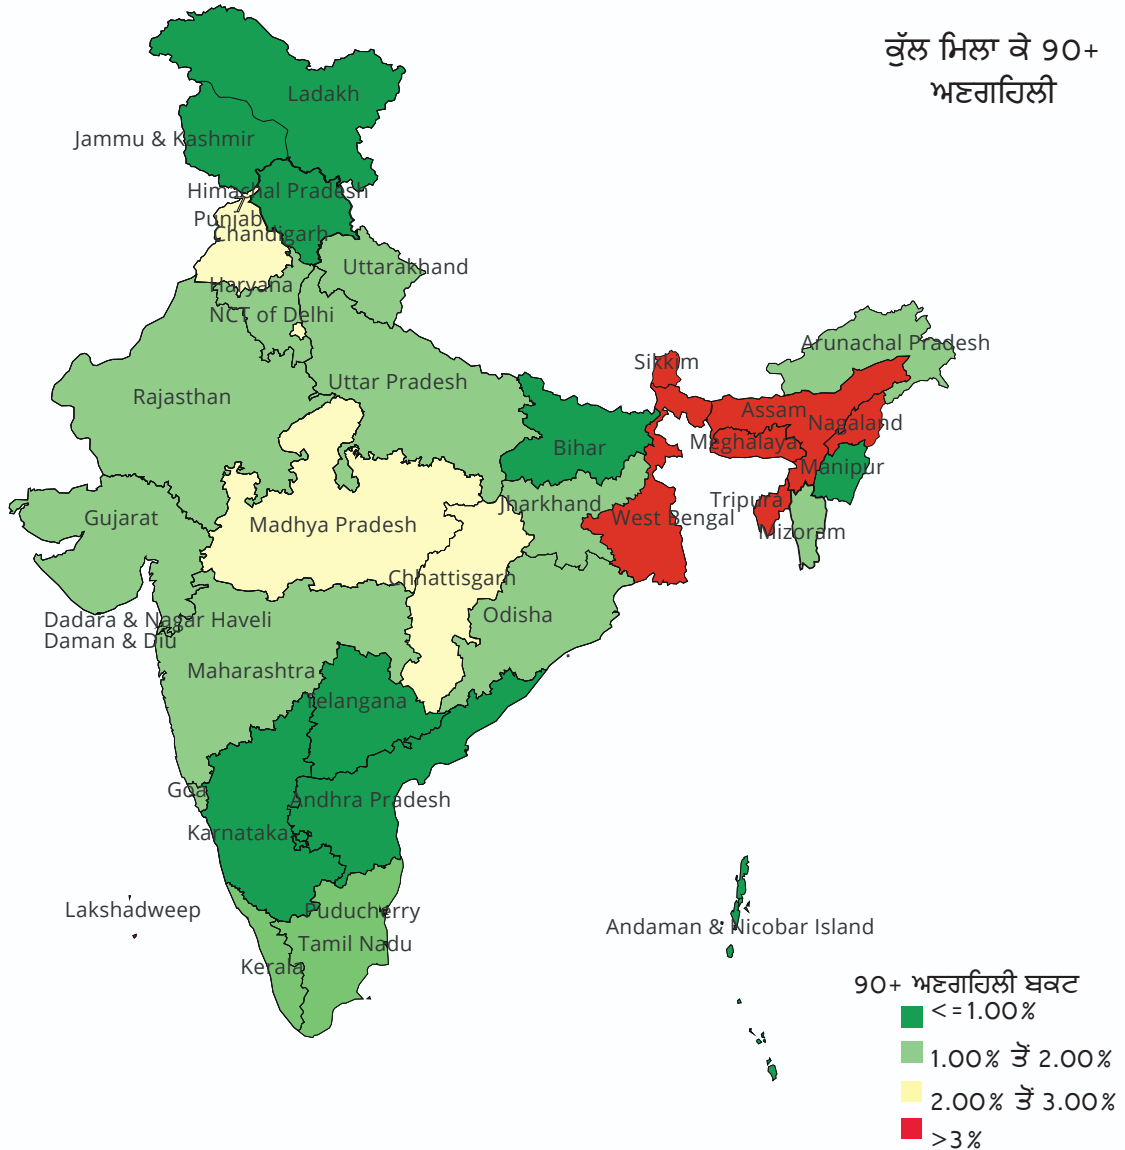 ਕੁੱਲ ਮਿਲਾ ਕੇ 90+
ਅਣਗਹਿਲੀ
Ladakh
Jammu & Kashmir
Himachal Pradesh
Punjab
Chandigarh
Uttarakhand
Haryana
NCT of Delhi
Arunachal Pradesh
Sikkim
Uttar Pradesh
Rajasthan
Assam
Nagaland
Meghalaya
Bihar
Manipur
Jharkhand
Tripura
Gujarat
West Bengal
Madhya Pradesh
Mizoram
Chhattisgarh
Odisha
Dadara & Nagar Haveli
Daman & Diu
Maharashtra
Telangana
Goa
Andhra Pradesh
Karnataka
Lakshadweep
Puducherry
Andaman & Nicobar Island
Tamil Nadu
Kerala
90+ ਅਣਗਹਿਲੀ ਬਕਟ
<=1.00%
1.00% ਤੋਂ 2.00%
2.00% ਤੋਂ 3.00%
>3%